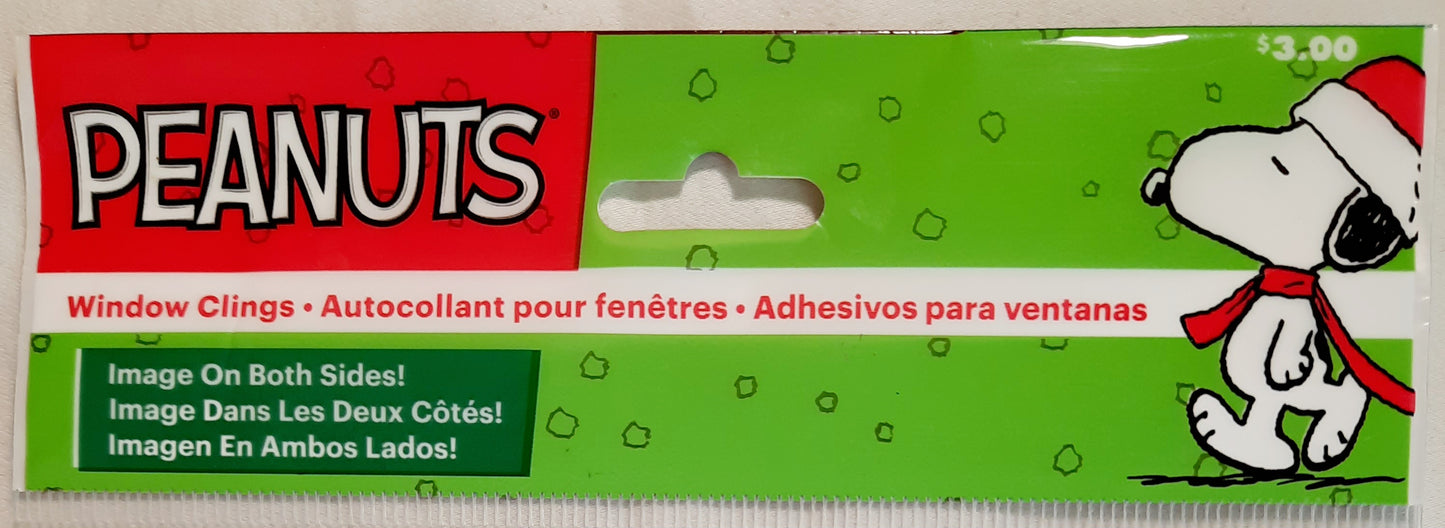 $3.00
PEANUTS®
Window Clings • Autocollant pour fenêtres • Adhesivos para ventanas
Image On Both Sides!
Image Dans Les Deux Côtés!
Imagen En Ambos Lados!